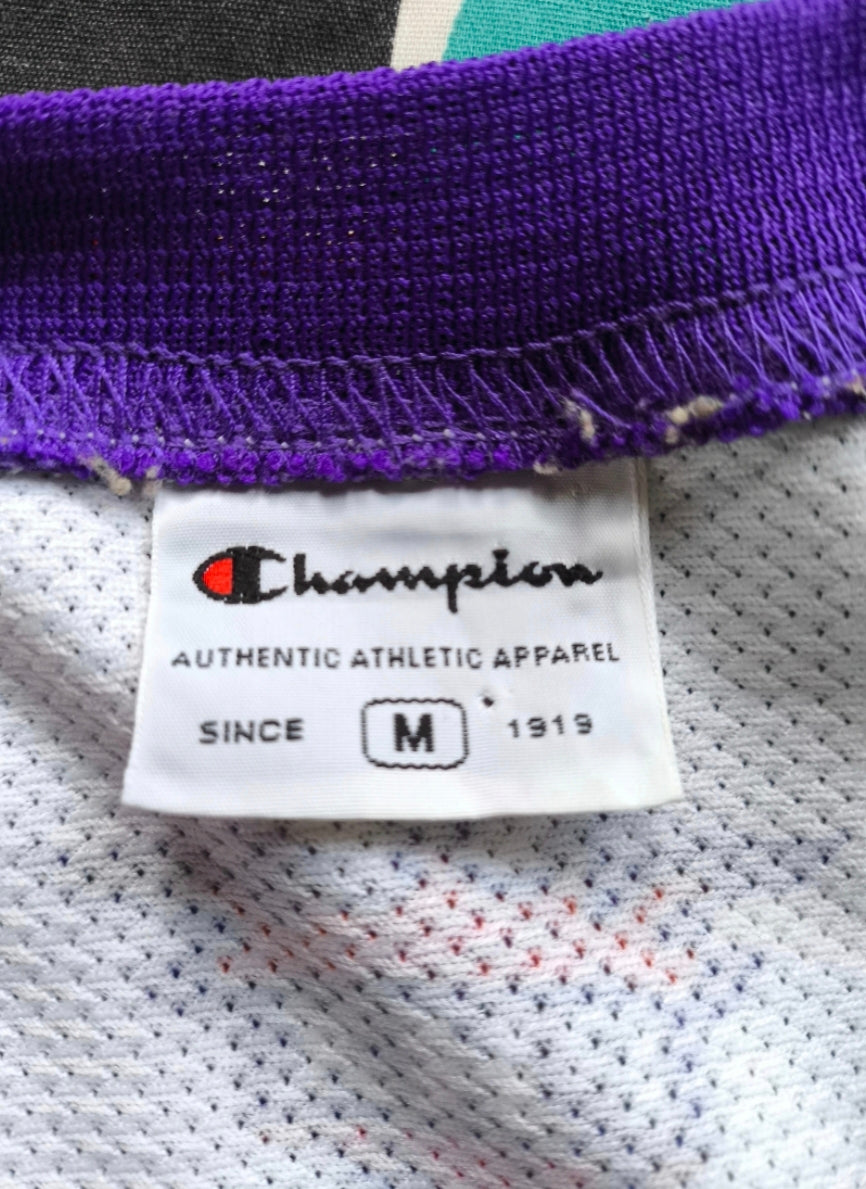 Champion
AUTHENTIC ATHLETIC APPAREL
SINCE M 1919